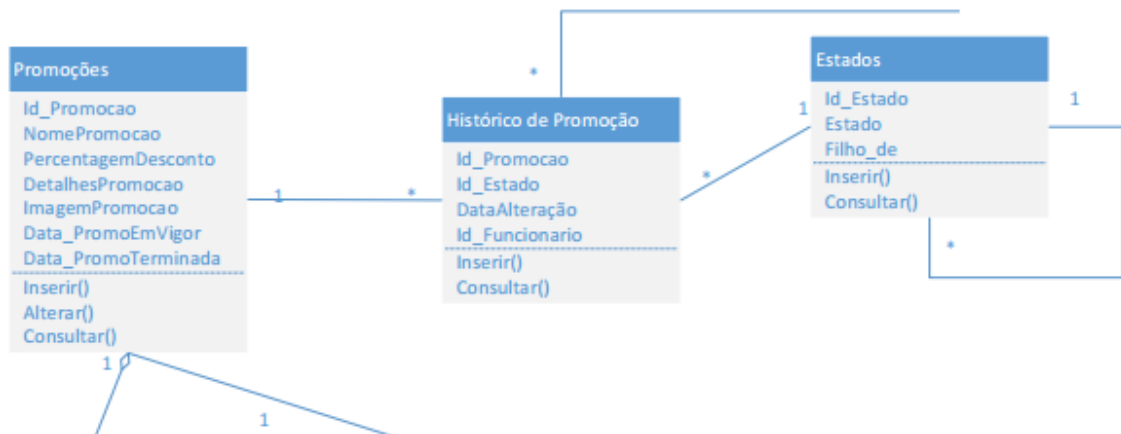 Promoções
Id_Promocao
NomePromocao
PercentagemDesconto
DetalhesPromocao
ImagemPromocao
Data_PromoEmVigor
Data_PromoTerminada
Inserir()
Alterar()
Consultar()
1
1
1
*
*
Histórico de Promoção
Id_Promocao
Id_Estado
DataAlteração
Id_Funcionario
Inserir()
Consultar()
*
1
Estados
Id_Estado
Estado
Filho_de
Inserir()
Consultar()
1
*